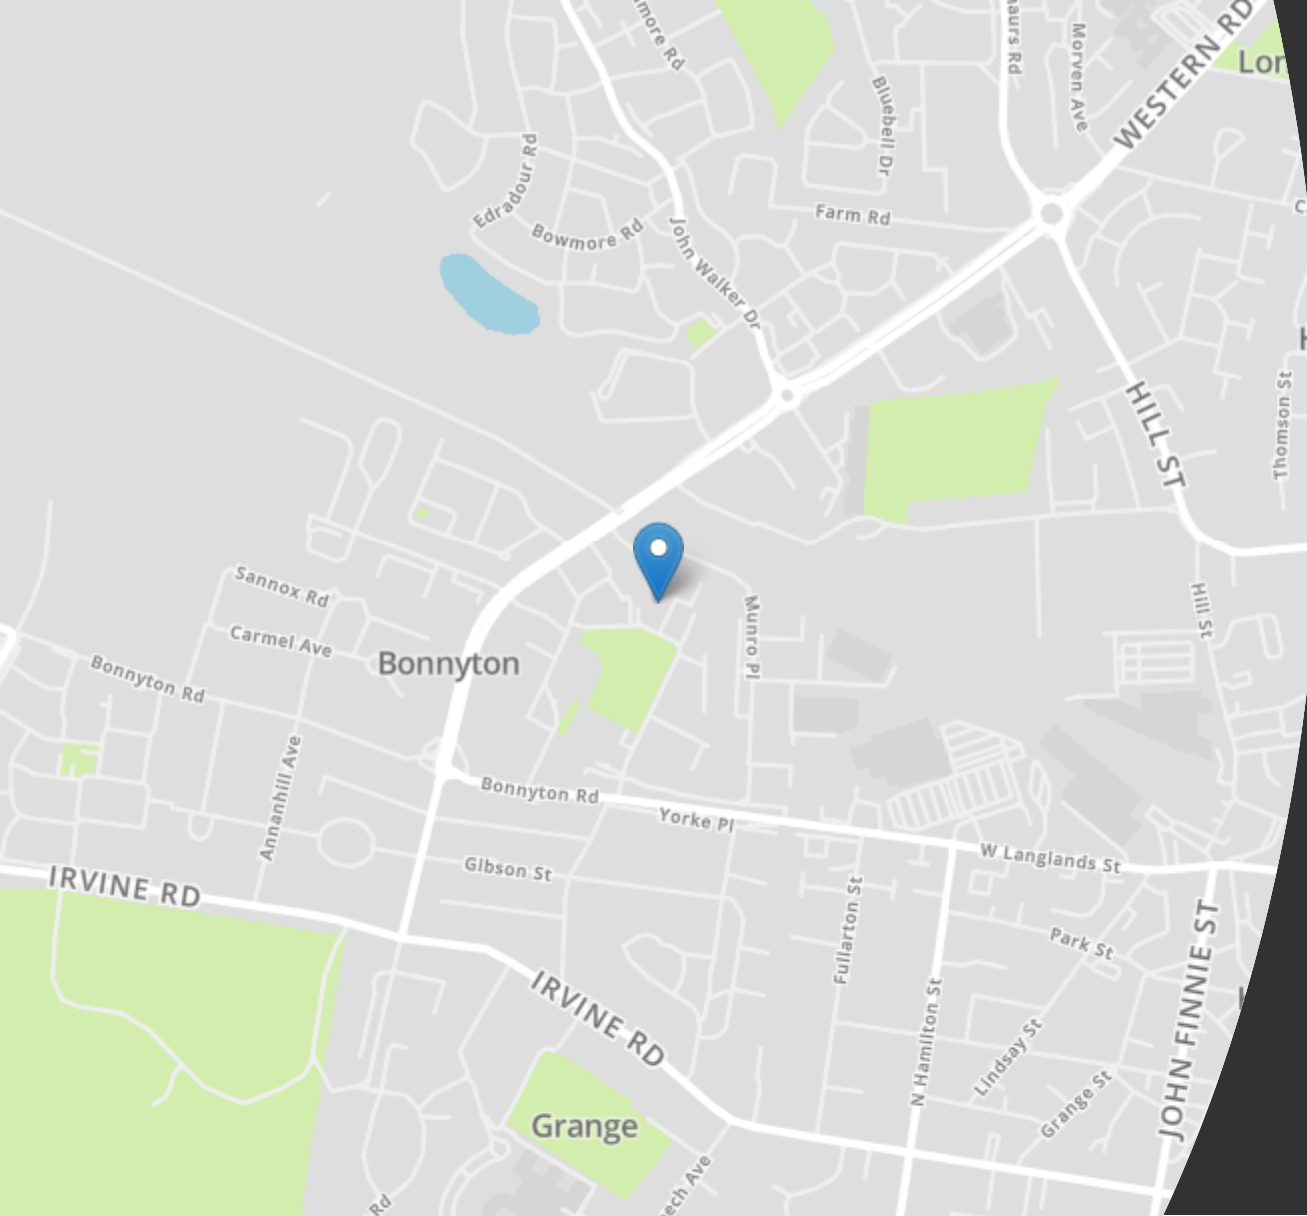 Morven Ave
WESTERN RD
Bluebell Dr
Edradour Rd
Bowmore Rd
Farm Rd
John Walker Dr
HILL ST
Thomson St
Sannox Rd
Carmel Ave
Bonnyton
Bonnyton Rd
Munro Pl
Hill St
Annanhill Ave
Bonnyton Rd
Yorke Pl
W Langlands St
Gibson St
IRVINE RD
Fullarton St
Park St
JOHN FINNIE ST
IRVINE RD
N Hamilton St
Lindsay St
Grange St
Grange
Rd